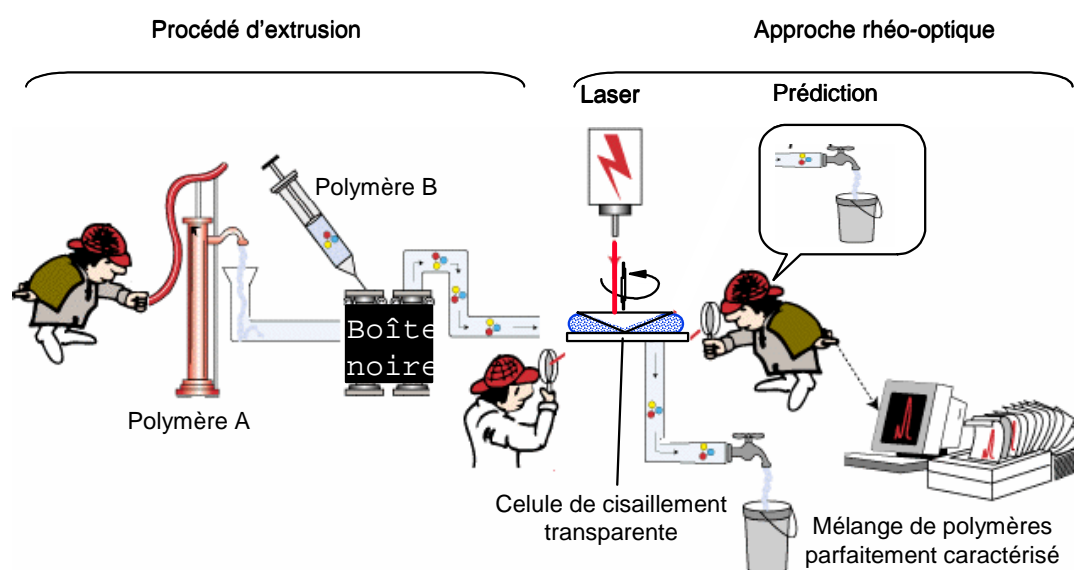 Procédé d’extrusion
Approche rhéo-optique
Laser
Prédiction
Polymère B
Boîte
noire
Polymère A
Celule de cisaillement
transparente
Mélange de polymères
parfaitement caractérisé